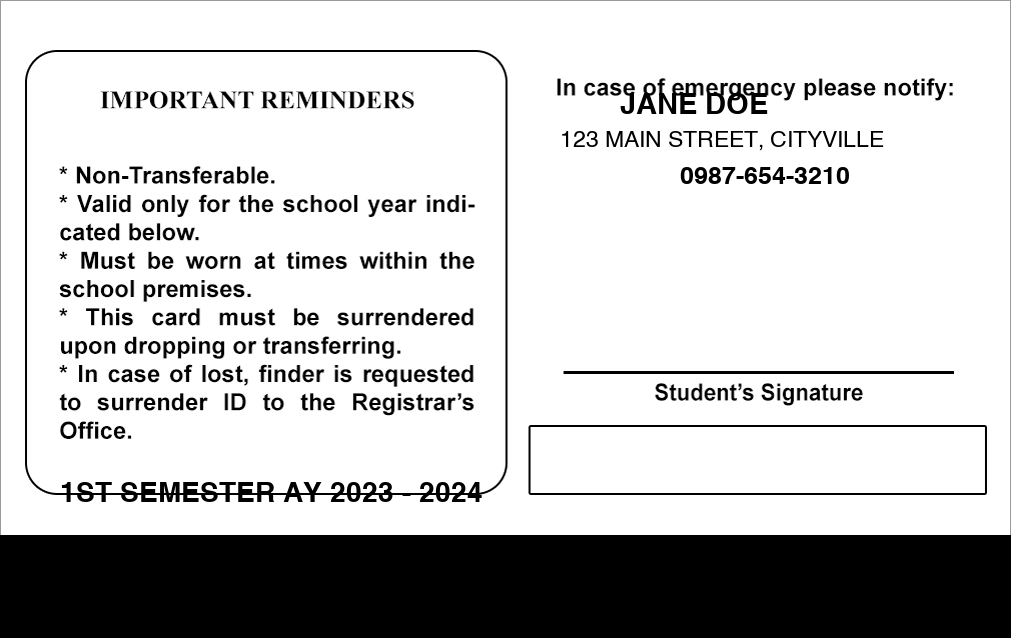 IMPORTANT REMINDERS
* Non-Transferable.
* Valid only for the school year indi-
cated below.
* Must be worn at times within the
school premises.
* This card must be surrendered
upon dropping or transferring.
* In case of lost, finder is requested
to surrender ID to the Registrar's
Office.
1ST SEMESTER AY 2023 - 2024
In case of emergency please notify:
JANE DOE
123 MAIN STREET, CITYVILLE
0987-654-3210
Student's Signature